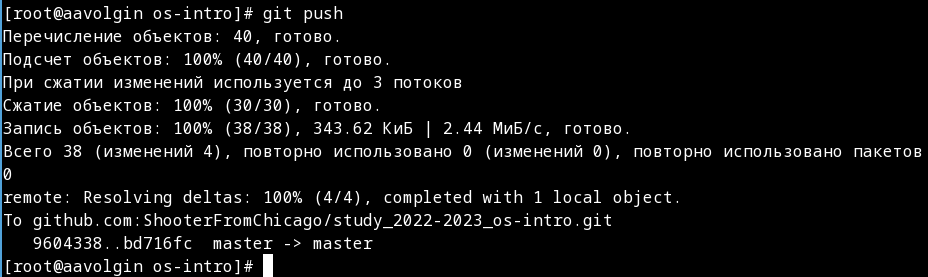 [root@aavolgin os-intro]# git push
Перечисление объектов: 40, готово.
Подсчет объектов: 100% (40/40), готово.
При сжатии изменений используется до 3 потоков
Сжатие объектов: 100% (30/30), готово.
Запись объектов: 100% (38/38), 343.62 КиБ | 2.44 МиБ/с, готово.
Всего 38 (изменений 4), повторно использовано 0 (изменений 0), повторно использовано пакетов
0
remote: Resolving deltas: 100% (4/4), completed with 1 local object.
To github.com:ShooterFromChicago/study_2022-2023_os-intro.git
   9604338..bd716fc  master -> master
[root@aavolgin os-intro]#